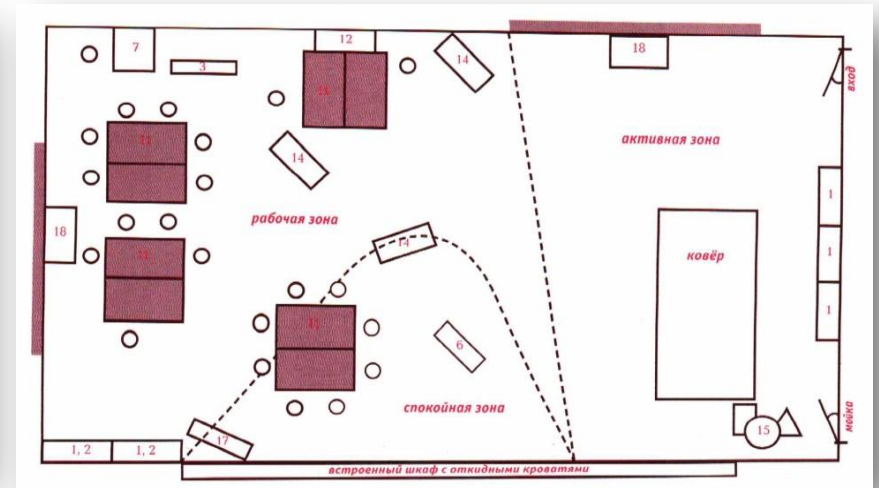 7
12
18
3
14
вход
активная зона
14
1
рабочая зона
18
14
ковёр
1
1
6
спокойная зона
15
мойка
17
1, 2
1, 2
встроенный шкаф с откидными кроватями